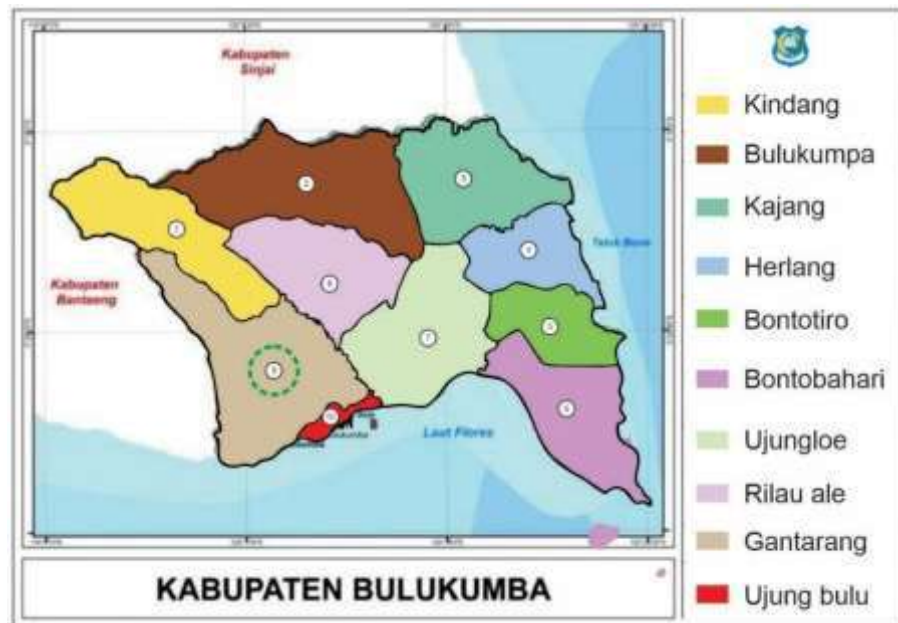 Kabupaten
Sinjai
Teluk Bone
Kabupaten
Bantaeng
Laut Flores
KABUPATEN BULUKUMBA
Kindang
Bulukumpa
Kajang
Herlang
Bontotiro
Bontobahari
Ujungloe
Rilau ale
Gantarang
Ujung bulu